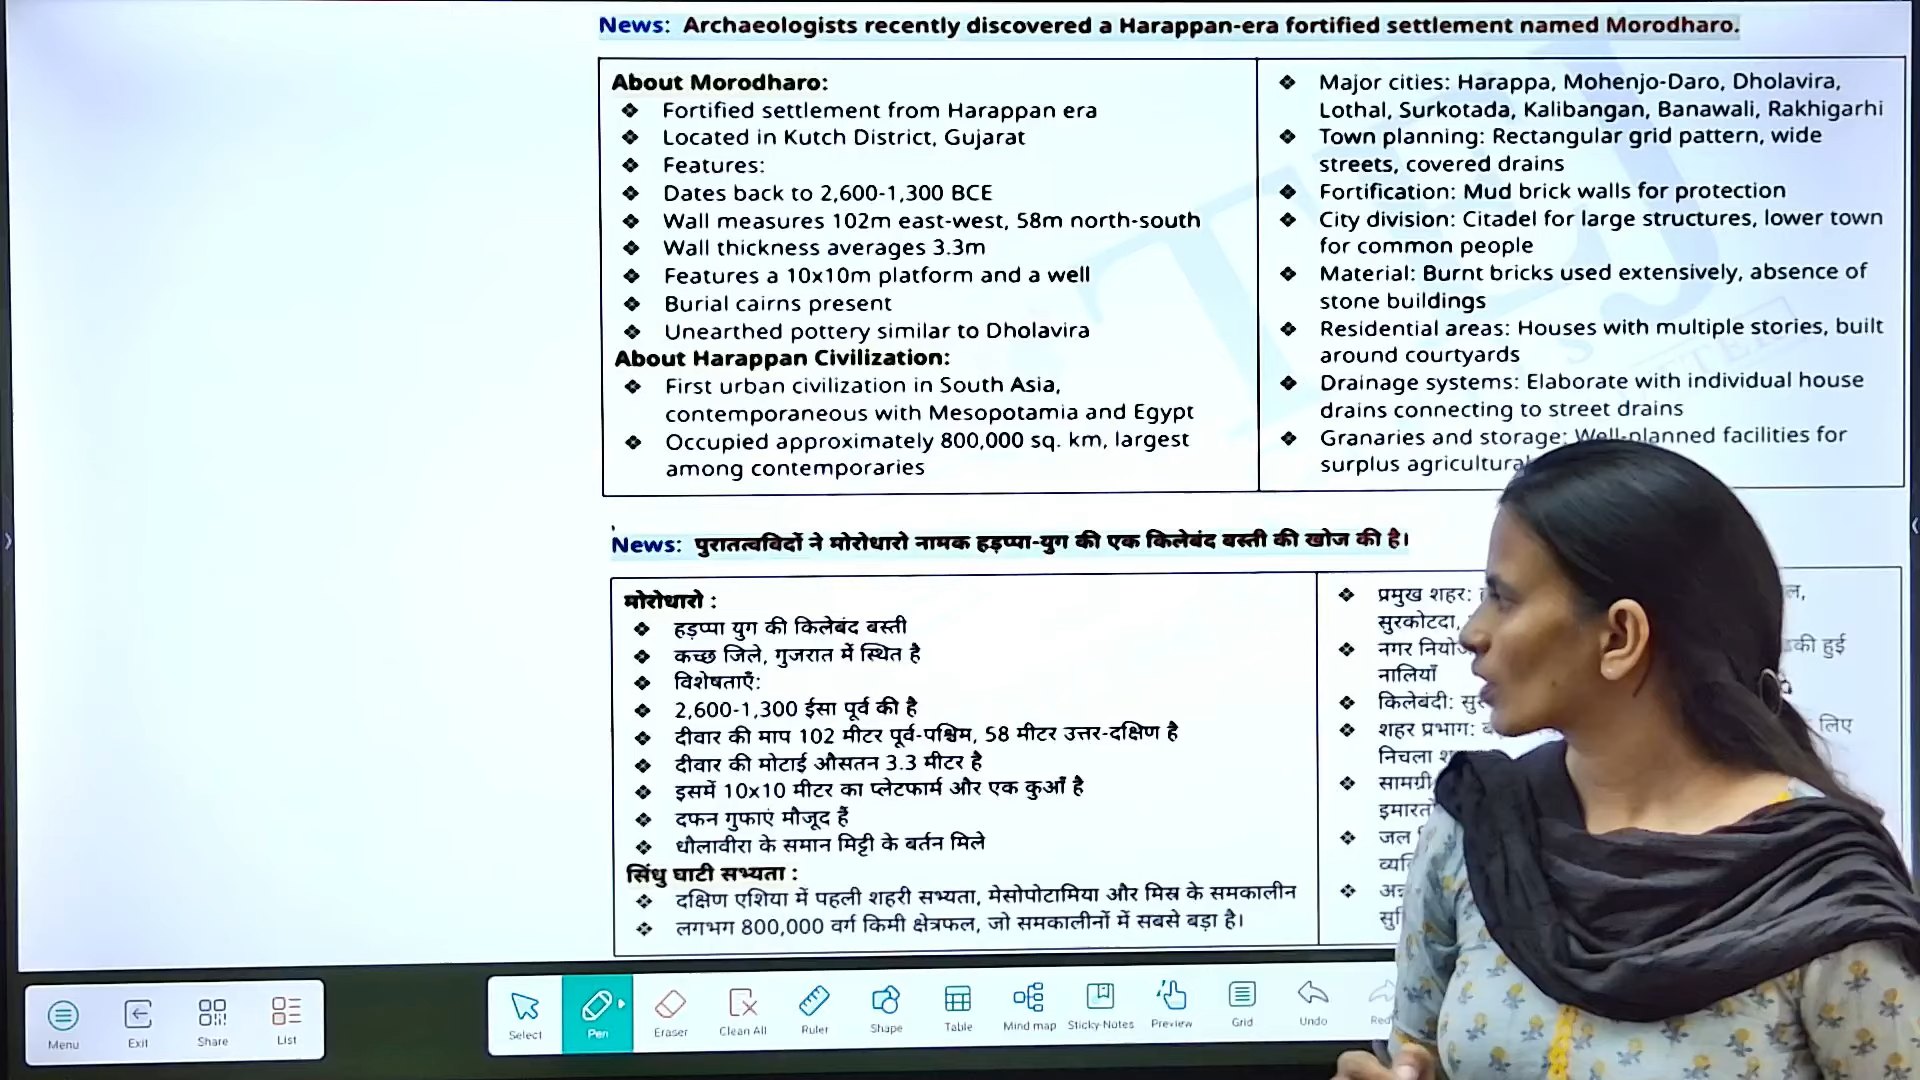 News: Archaeologists recently discovered a Harappan-era fortified settlement named Morodharo.
About Morodharo:
❖ Fortified settlement from Harappan era
❖ Located in Kutch District, Gujarat
❖ Features:
❖ Dates back to 2,600-1,300 BCE
❖ Wall measures 102m east-west, 58m north-south
❖ Wall thickness averages 3.3m
❖ Features a 10x10m platform and a well
❖ Burial cairns present
❖ Unearthed pottery similar to Dholavira
About Harappan Civilization:
❖ First urban civilization in South Asia,
contemporaneous with Mesopotamia and Egypt
❖ Occupied approximately 800,000 sq. km, largest
among contemporaries
❖ Major cities: Harappa, Mohenjo-Daro, Dholavira,
Lothal, Surkotada, Kalibangan, Banawali, Rakhigarhi
❖ Town planning: Rectangular grid pattern, wide
streets, covered drains
❖ Fortification: Mud brick walls for protection
❖ City division: Citadel for large structures, lower town
for common people
❖ Material: Burnt bricks used extensively, absence of
stone buildings
❖ Residential areas: Houses with multiple stories, built
around courtyards
❖ Drainage systems: Elaborate with individual house
drains connecting to street drains
❖ Granaries and storage: Well-planned facilities for
surplus agricultural
News: पुरातत्वविदों ने मोरोधारो नामक हड़प्पा-युग की एक किलेबंद बस्ती की खोज की है।
मोरोधारो :
❖ हड़प्पा युग की किलेबंद बस्ती
❖ कच्छ जिले, गुजरात में स्थित है
❖ विशेषताएँ:
❖ 2,600-1,300 ईसा पूर्व की है
❖ दीवार की माप 102 मीटर पूर्व-पश्चिम, 58 मीटर उत्तर-दक्षिण है
❖ दीवार की मोटाई औसतन 3.3 मीटर है
❖ इसमें 10x10 मीटर का प्लेटफार्म और एक कुआँ है
❖ दफन गुफाएं मौजूद हैं
❖ धौलावीरा के समान मिट्टी के बर्तन मिले
सिंधु घाटी सभ्यता :
❖ दक्षिण एशिया में पहली शहरी सभ्यता, मेसोपोटामिया और मिस्र के समकालीन
❖ लगभग 800,000 वर्ग किमी क्षेत्रफल, जो समकालीनों में सबसे बड़ा है।
❖ प्रमुख शहर:
सुरकोटदा,
❖ नगर ढकी हुई
नालियाँ
❖ किलेबंदी:
❖ शहर प्रभाग: लिए
निचला
❖ सामग्री
❖ जल
Menu Exit Share List
Select Pen Eraser Clean All Ruler Shape Table Mind map Sticky Notes Preview Grid Undo